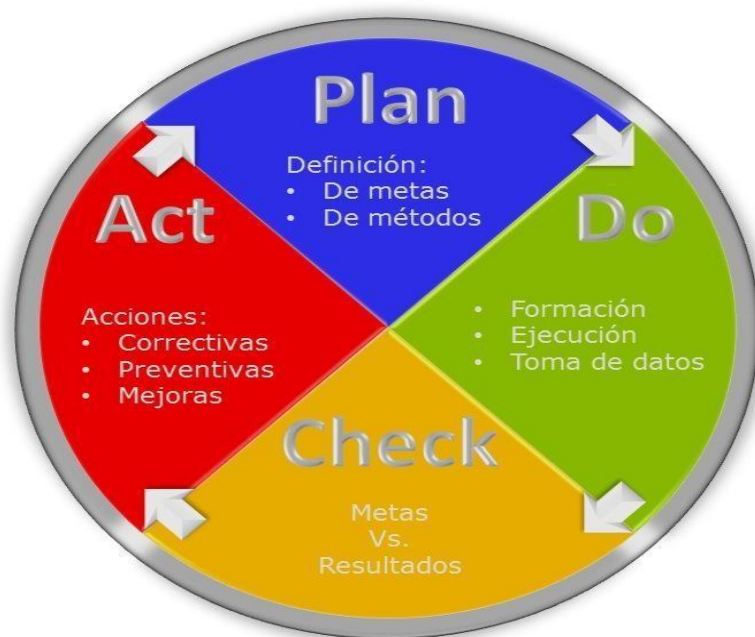 Plan
Definición:
• De metas
• De métodos
Do
• Formación
• Ejecución
• Toma de datos
Check
Metas
Vs.
Resultados
Act
Acciones:
• Correctivas
• Preventivas
• Mejoras